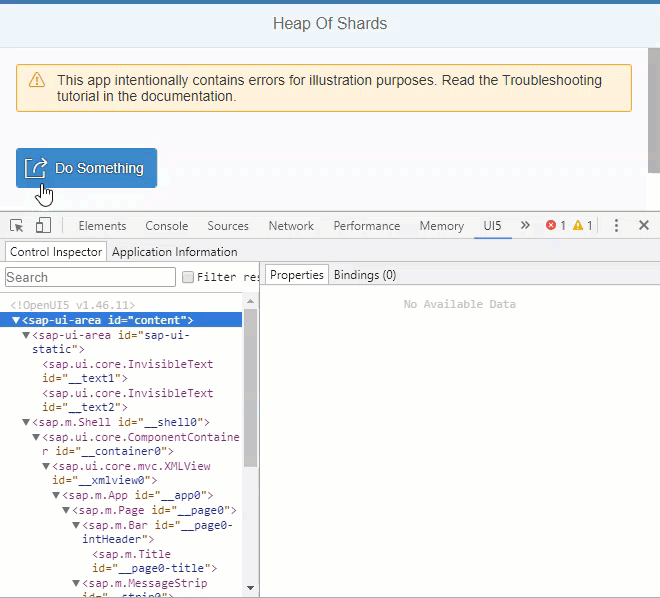 Heap Of Shards
This app intentionally contains errors for illustration purposes. Read the Troubleshooting
tutorial in the documentation.
Do Something
Elements Console Sources Network Performance Memory UI5 » 1 1
Control Inspector Application Information
Search Filter res Properties Bindings (0)
<!OpenUI5 v1.46.11>
No Available Data
▼<sap-ui-area id="content">
▼<sap-ui-area id="sap-ui-
static">
<sap.ui.core.InvisibleText
id="__text1">
<sap.ui.core.InvisibleText
id="__text2">
▼<sap.m.Shell id="__shell0">
▼<sap.ui.core.ComponentContaine
r id="__container0">
▼<sap.ui.core.mvc.XMLView
id="__xmlview0">
▼<sap.m.App id="__app0">
▼<sap.m.Page id="__page0">
▼<sap.m.Bar id="__page0-
intHeader">
<sap.m.Title
id="__page0-title">
▼<sap.m.MessageStrip
id="__strip0">